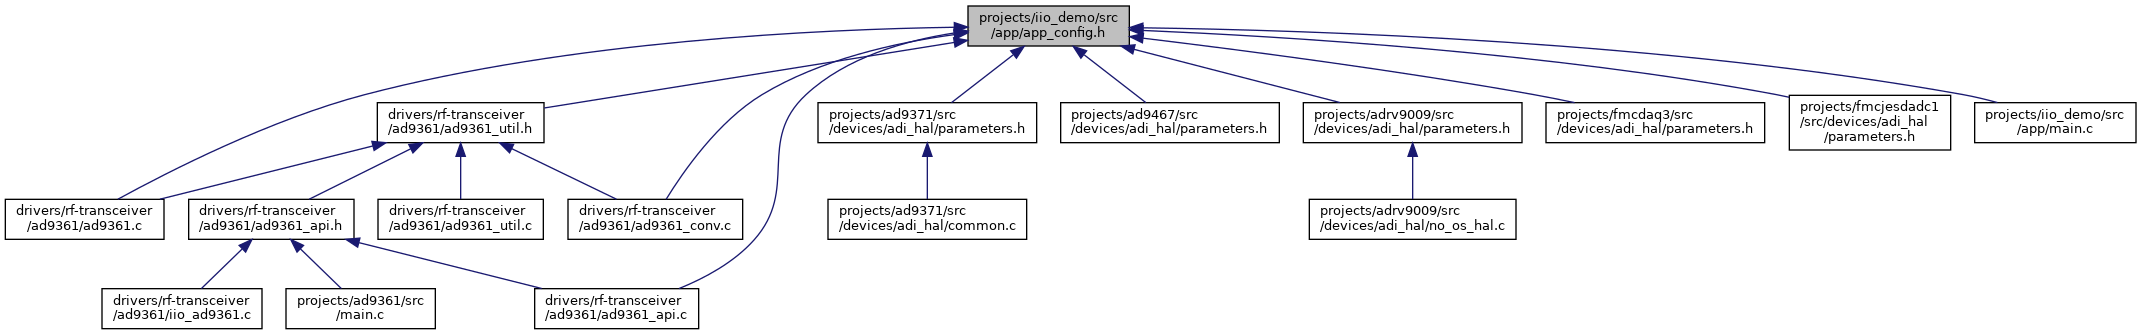 projects/iio_demo/src
/app/app_config.h
drivers/rf-transceiver
/ad9361/ad9361_util.h
projects/ad9371/src
/devices/adi_hal/parameters.h
projects/ad9467/src
/devices/adi_hal/parameters.h
projects/adrv9009/src
/devices/adi_hal/parameters.h
projects/fmcdaq3/src
/devices/adi_hal/parameters.h
projects/fmcjesdadc1
/src/devices/adi_hal
/parameters.h
projects/iio_demo/src
/app/main.c
drivers/rf-transceiver
/ad9361/ad9361.c
drivers/rf-transceiver
/ad9361/ad9361_api.h
drivers/rf-transceiver
/ad9361/ad9361_util.c
drivers/rf-transceiver
/ad9361/ad9361_conv.c
projects/ad9371/src
/devices/adi_hal/common.c
projects/adrv9009/src
/devices/adi_hal/no_os_hal.c
drivers/rf-transceiver
/ad9361/iio_ad9361.c
projects/ad9361/src
/main.c
drivers/rf-transceiver
/ad9361/ad9361_api.c